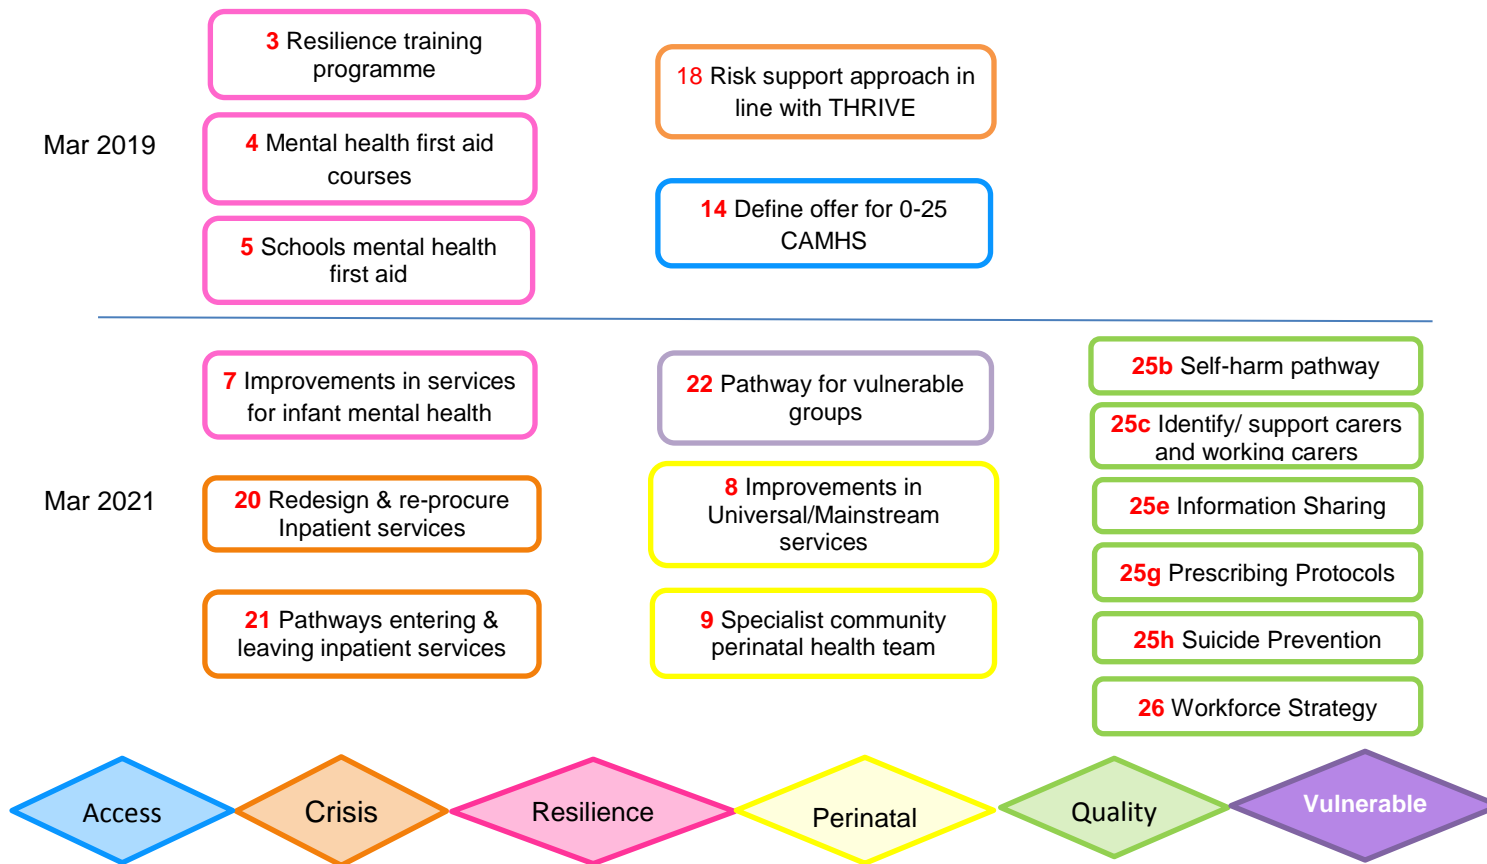 3 Resilience training
programme
18 Risk support approach in
line with THRIVE
Mar 2019
4 Mental health first aid
courses
14 Define offer for 0-25
CAMHS
5 Schools mental health
first aid
7 Improvements in services
for infant mental health
22 Pathway for vulnerable
groups
25b Self-harm pathway
25c Identify/ support carers
and working carers
Mar 2021
20 Redesign & re-procure
Inpatient services
8 Improvements in
Universal/Mainstream
services
25e Information Sharing
25g Prescribing Protocols
21 Pathways entering &
leaving inpatient services
9 Specialist community
perinatal health team
25h Suicide Prevention
26 Workforce Strategy
Access
Crisis
Resilience
Perinatal
Quality
Vulnerable